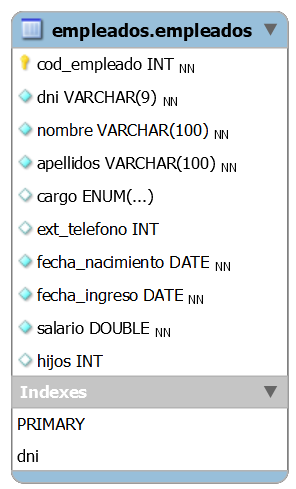 empleados.empleados
cod_empleado INT NN
dni VARCHAR(9) NN
nombre VARCHAR(100) NN
apellidos VARCHAR(100) NN
cargo ENUM(...)
ext_telefono INT
fecha_nacimiento DATE NN
fecha_ingreso DATE NN
salario DOUBLE NN
hijos INT
Indexes
PRIMARY
dni